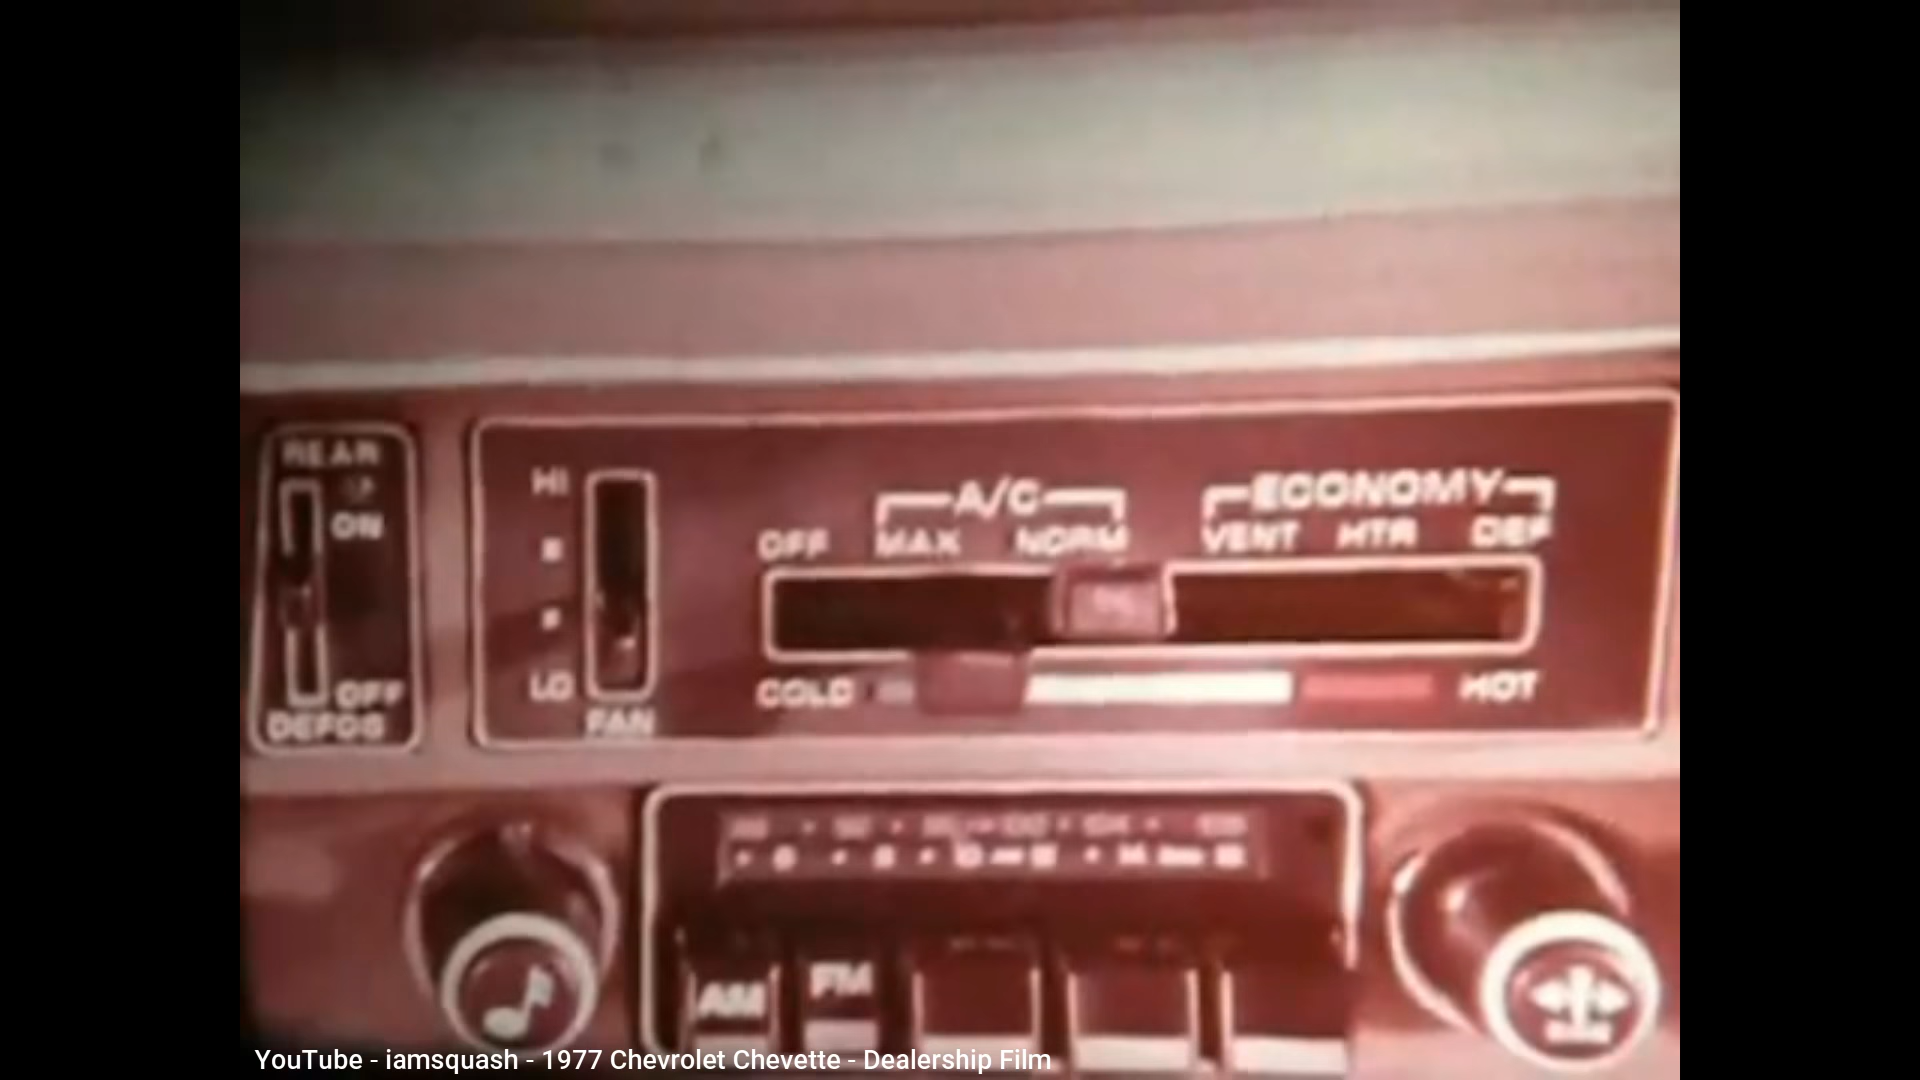 REAR
ON
OFF
DEFOG
HI
LO
FAN
A/C
ECONOMY
OFF MAX NORM VENT HTR DEF
COLD HOT
AM FM
YouTube - iamsquash - 1977 Chevrolet Chevette - Dealership Film